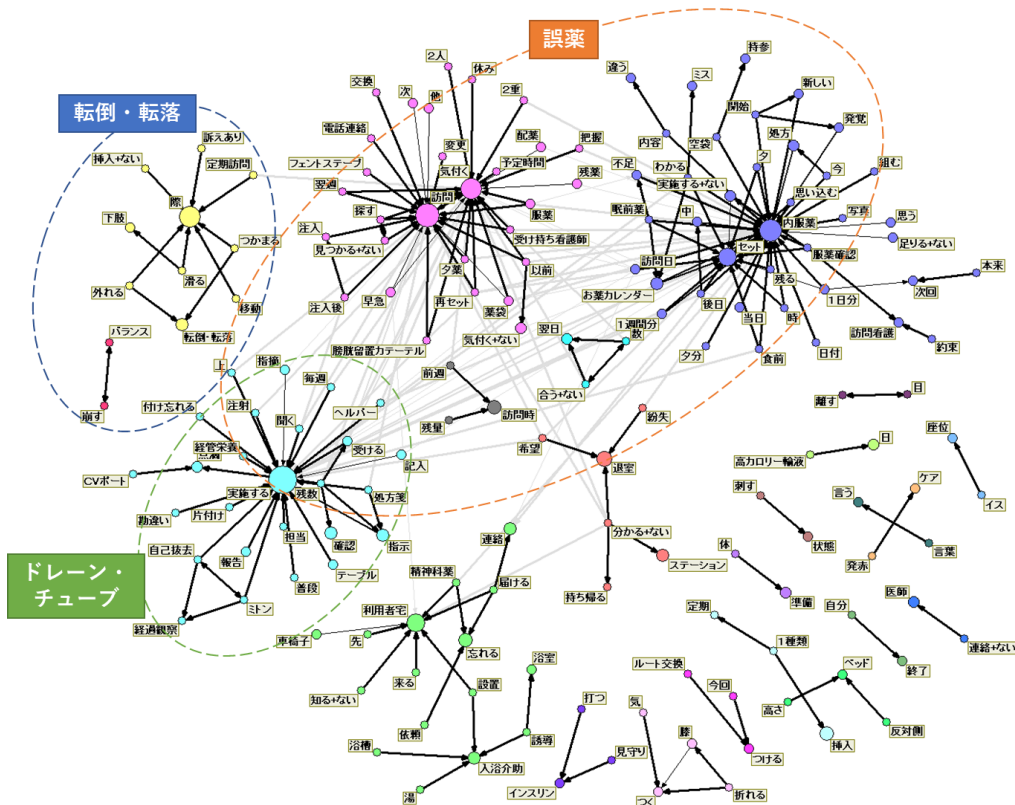 誤薬
転倒・転落
ドレーン・
チューブ
2人
休み
持参
違う
ミス
新しい
交換
次
他
2重
開始
発覚
処方
電話連絡
変更
配薬
把握
内容
空袋
夕
今
組む
訴えあり
挿入+ない
定期訪問
フェンステープ
気付く
予定時間
残薬
不足
わかる
実施する+ない
思い込む
翌週
訪問
際
探す
服薬
眠前薬
中
内服薬
写真
思う
下肢
注入
見つかる+ない
受け持ち看護師
セット
服薬確認
足りる+ない
つかまる
滑る
夕薬
以前
訪問日
残る
本来
外れる
移動
注入後
早急
再セット
薬袋
お薬カレンダー
後日
1日分
次回
当日
時
バランス
転倒・転落
膀胱留置カテーテル
気付く+ない
翌日
1週間分
数
訪問看護
約束
夕分
食前
日付
上
指摘
毎週
前週
合う+ない
崩す
付け忘れる
注射
聞く
ヘルパー
訪問時
残量
紛失
離す
目
経管栄養
点滴
受ける
記入
希望
退室
日
高カロリー輸液
座位
CVポート
実施する
残数
処方箋
分かる+ない
刺す
ケア
イス
勘違い
片付け
担当
確認
指示
連絡
ステーション
状態
言う
言葉
自己抜去
報告
テーブル
精神科薬
届ける
持ち帰る
体
発赤
普段
ミトン
利用者宅
準備
医師
経過観察
車椅子
先
忘れる
定期
自分
1種類
連絡+ない
来る
浴室
ルート交換
終了
知る+ない
設置
今回
ベッド
依頼
打つ
気
高さ
反対側
浴槽
誘導
膝
挿入
入浴介助
見守り
つける
湯
インスリン
つく
折れる